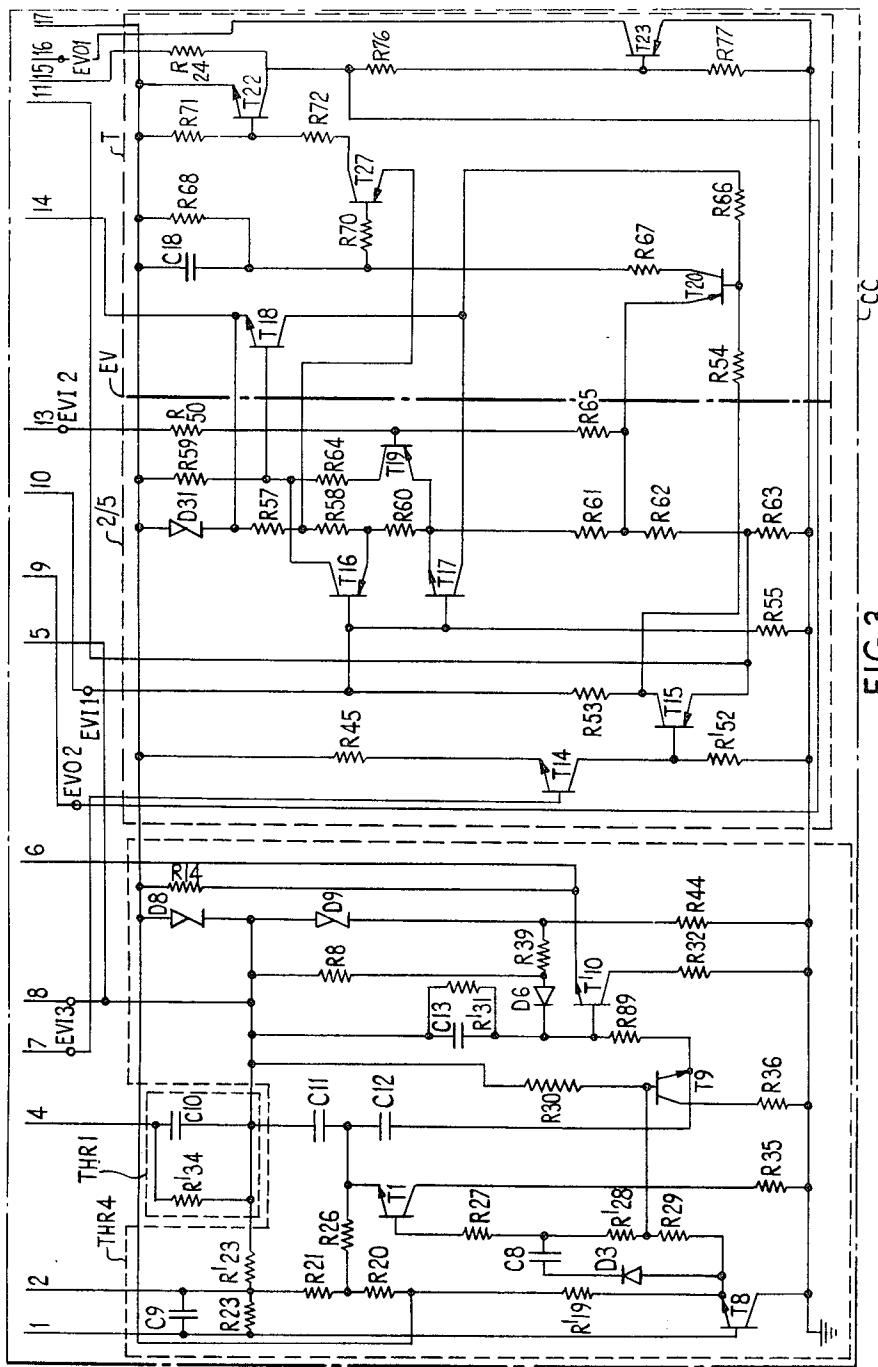 1
2
4
7
8
6
9
5
10
13
14
11
15
16
17
EVI3
EVO2
EVI1
EVI2
EVO1
THR4
THR1
2/5
EV
T
C9
R23
R'23
R'34
C10
D8
R14
R21
R26
R20
C11
C12
R8
D9
C13
R'31
R39
D6
T'10
R89
R44
R32
T1
R27
R30
T9
R36
C8
R'28
R29
D3
R'19
T8
R35
R45
T14
R53
T15
R'52
R55
T16
T17
D31
R57
R58
R60
R59
R64
T19
R50
R65
R61
R62
R63
R54
T18
C18
R68
R70
T27
R71
R72
T22
R24
R67
T20
R66
R76
T23
R77
CC
FIG.3